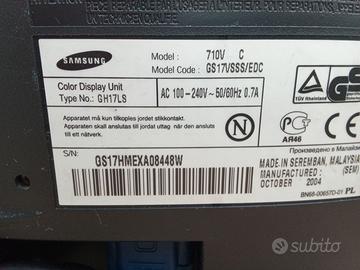 SAMSUNG
Model : 710V C
Model Code : GS17VSSS/EDC
Color Display Unit
Type No.: GH17LS
AC 100-240V~50/60Hz 0.7A
TÜV Rheinland
Apparatet må kun tilkoples jordet stikkontakt.
Apparaten skall anslutas till jordat uttag när den ansluts till ett nätverk.
АЯ46
S/N:
GS17HMEXA08448W
Произведено в Малайзи
MADE IN SEREMBAN, MALAYSIA
MANUFACTURED: (SEM)
OCTOBER 2004
BN68-00657D-01 PL
subito